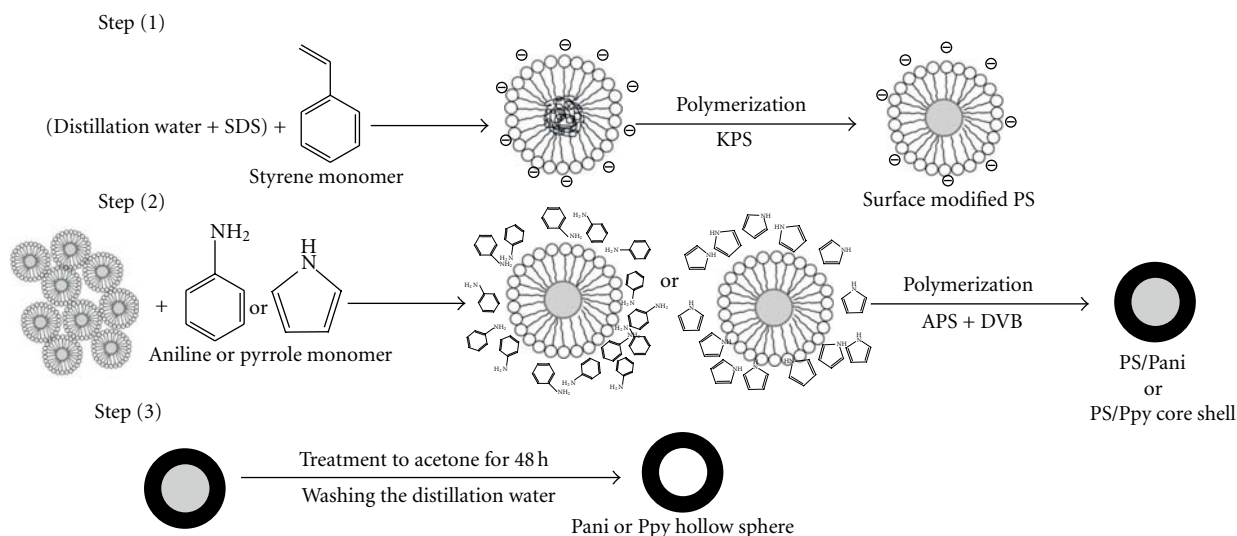 Step (1)
(Distillation water + SDS) +
Styrene monomer
Polymerization
KPS
Surface modified PS
Step (2)
+
NH2
or
H
N
Aniline or pyrrole monomer
or
Polymerization
APS + DVB
PS/Pani
or
PS/Ppy core shell
Step (3)
Treatment to acetone for 48 h
Washing the distillation water
Pani or Ppy hollow sphere